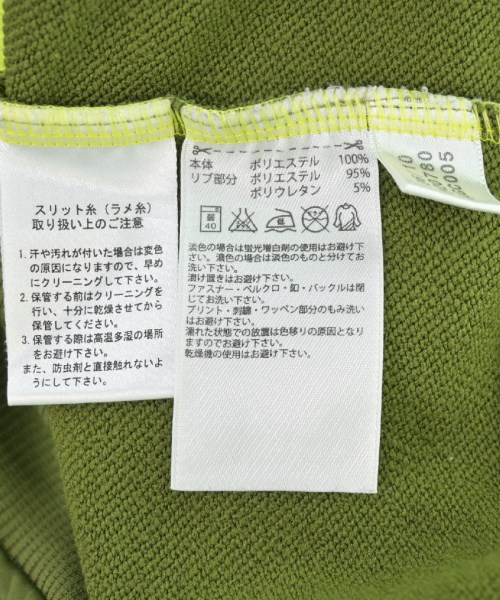 スリット糸（ラメ糸）
取り扱い上のご注意
1. 汗や汚れが付いた場合は変色
の原因になりますので、早め
にクリーニングして下さい。
2. 保管する前はクリーニングを
行い、十分に乾燥させてから
保管してください。
3. 保管する際は高温多湿の場所
をお避け下さい。
また、防虫剤と直接触れないよ
うにして下さい。
本体 ポリエステル 100%
リブ部分 ポリエステル 95%
ポリウレタン 5%
40
淡色の場合は蛍光増白剤の使用はお避け下
さい。濃色の場合は淡色のものと分けてお
洗い下さい。
漬け置きはお避け下さい。
ファスナー・ベルクロ・釦・バックルは閉
じてお洗い下さい。
プリント・刺繍・ワッペン部分のもみ洗い
はお避け下さい。
濡れた状態での放置は色移りの原因となり
ますのでお避け下さい。
乾燥機の使用はお避け下さい。